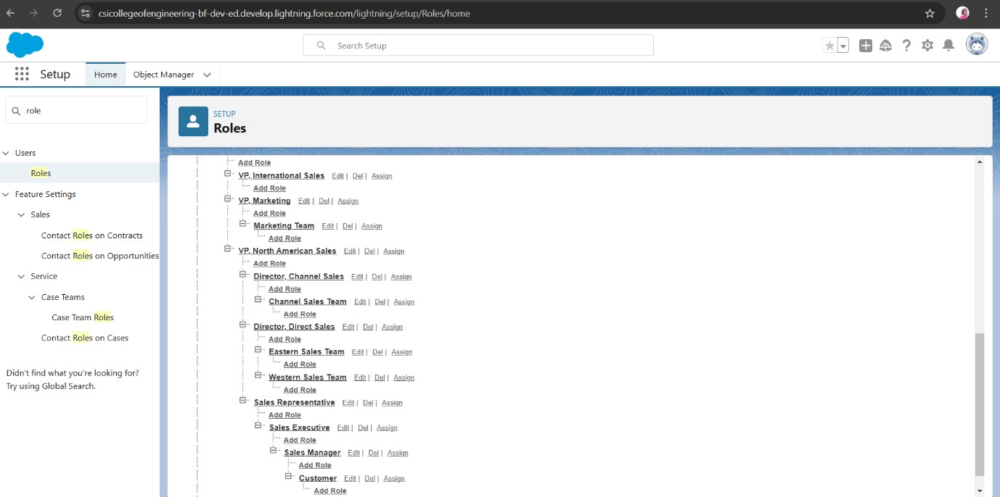 csicollegeofengineering-bf-dev-ed.develop.lightning.force.com/lightning/setup/Roles/home
Search Setup
Setup Home Object Manager
role
Users
Roles
Feature Settings
Sales
Contact Roles on Contracts
Contact Roles on Opportunities
Service
Case Teams
Case Team Roles
Contact Roles on Cases
Didn't find what you're looking for?
Try using Global Search.
SETUP
Roles
Add Role
VP, International Sales Edit | Del | Assign
Add Role
VP, Marketing Edit | Del | Assign
Add Role
Marketing Team Edit | Del | Assign
Add Role
VP, North American Sales Edit | Del | Assign
Add Role
Director, Channel Sales Edit | Del | Assign
Add Role
Channel Sales Team Edit | Del | Assign
Add Role
Director, Direct Sales Edit | Del | Assign
Add Role
Eastern Sales Team Edit | Del | Assign
Add Role
Western Sales Team Edit | Del | Assign
Add Role
Sales Representative Edit | Del | Assign
Add Role
Sales Executive Edit | Del | Assign
Add Role
Sales Manager Edit | Del | Assign
Add Role
Customer Edit | Del | Assign
Add Role